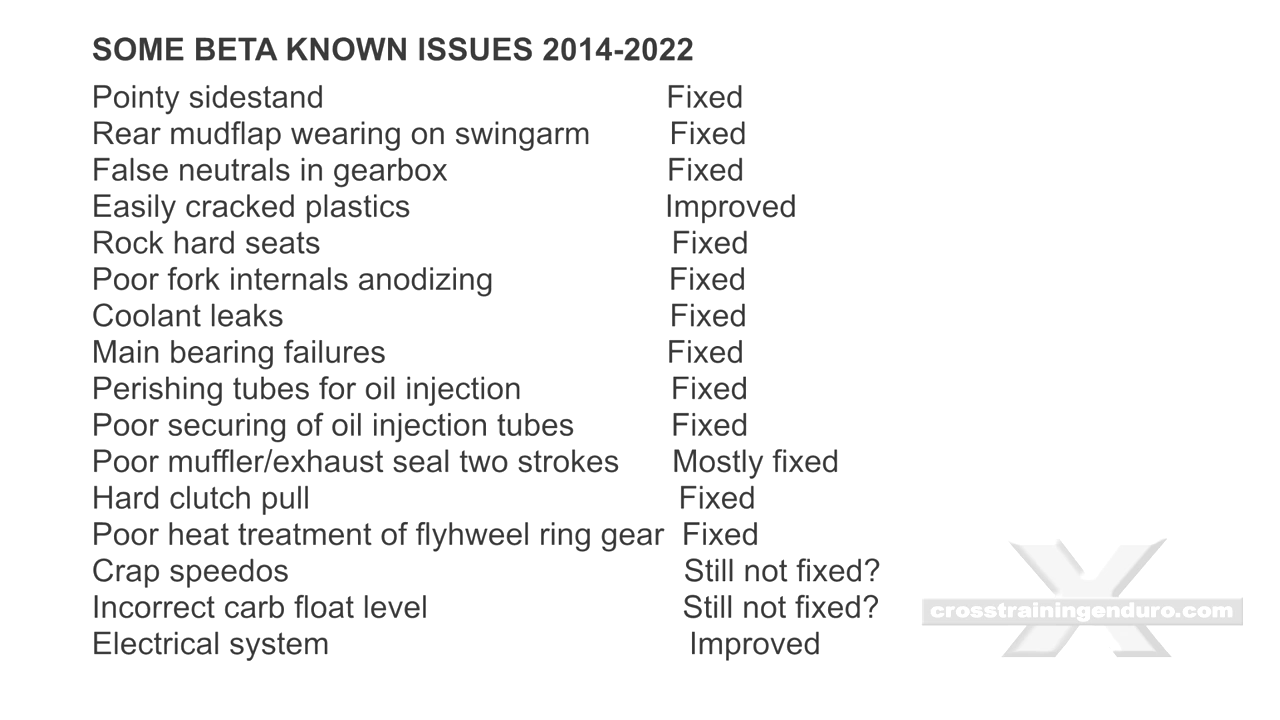 SOME BETA KNOWN ISSUES 2014-2022
Pointy sidestand Fixed
Rear mudflap wearing on swingarm Fixed
False neutrals in gearbox Fixed
Easily cracked plastics Improved
Rock hard seats Fixed
Poor fork internals anodizing Fixed
Coolant leaks Fixed
Main bearing failures Fixed
Perishing tubes for oil injection Fixed
Poor securing of oil injection tubes Fixed
Poor muffler/exhaust seal two strokes Mostly fixed
Hard clutch pull Fixed
Poor heat treatment of flyhweel ring gear Fixed
Crap speedos Still not fixed?
Incorrect carb float level Still not fixed?
Electrical system Improved
X
crosstrainingenduro.com